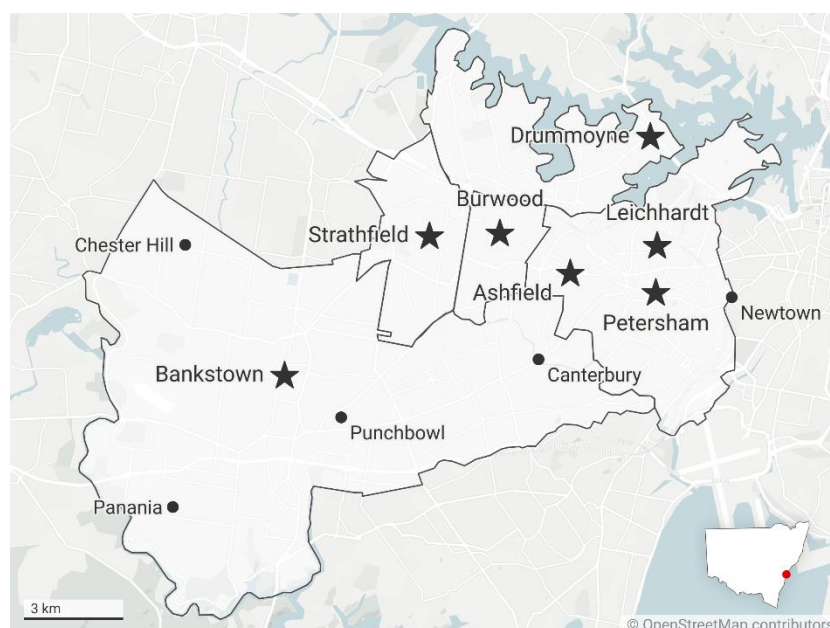 Drummoyne
Burwood
Leichhardt
Strathfield
Chester Hill
Ashfield
Newtown
Petersham
Canterbury
Bankstown
Punchbowl
Panania
3 km
© OpenStreetMap contributors